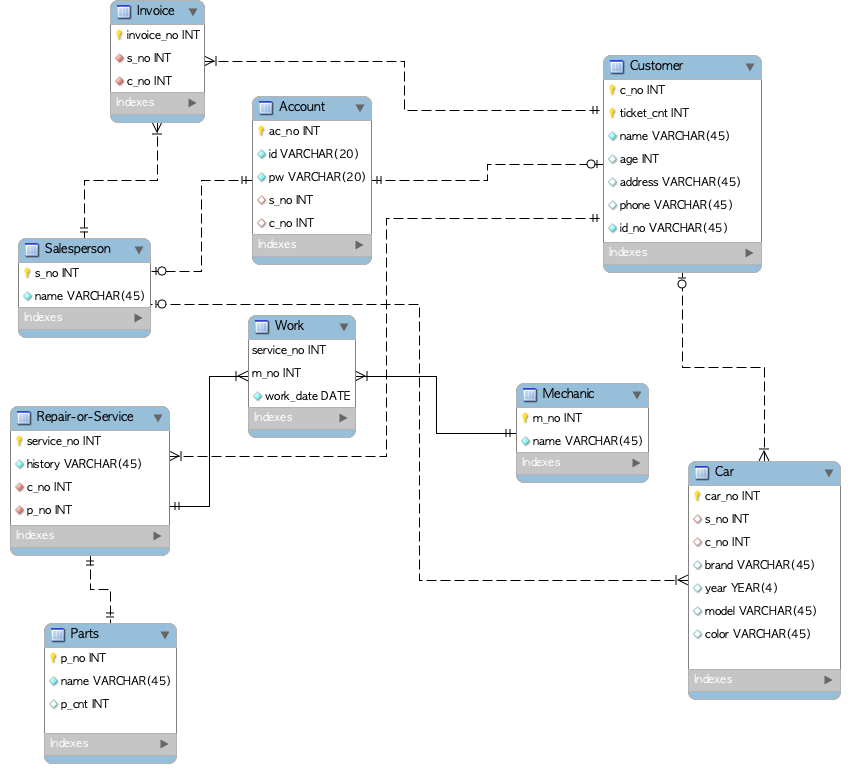 Invoice
invoice_no INT
s_no INT
c_no INT
Indexes
Account
ac_no INT
id VARCHAR(20)
pw VARCHAR(20)
s_no INT
c_no INT
Indexes
Customer
c_no INT
ticket_cnt INT
name VARCHAR(45)
age INT
address VARCHAR(45)
phone VARCHAR(45)
id_no VARCHAR(45)
Indexes
Salesperson
s_no INT
name VARCHAR(45)
Indexes
Work
service_no INT
m_no INT
work_date DATE
Indexes
Mechanic
m_no INT
name VARCHAR(45)
Indexes
Repair-or-Service
service_no INT
history VARCHAR(45)
c_no INT
p_no INT
Indexes
Car
car_no INT
s_no INT
c_no INT
brand VARCHAR(45)
year YEAR(4)
model VARCHAR(45)
color VARCHAR(45)
Indexes
Parts
p_no INT
name VARCHAR(45)
p_cnt INT
Indexes